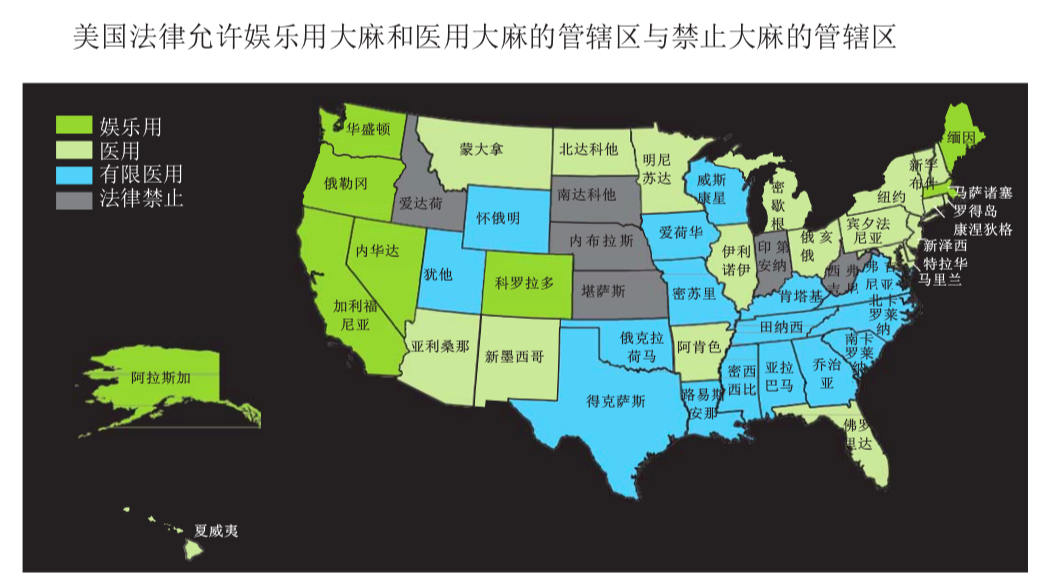 美国法律允许娱乐用大麻和医用大麻的管辖区与禁止大麻的管辖区
娱乐用
医用
有限医用
法律禁止
华盛顿
蒙大拿
北达科他
明尼
苏达
缅因
俄勒冈
爱达荷
南达科他
威斯
康星
密
歇
根
纽约
新罕
布什
马萨诸塞
罗得岛
康涅狄格
怀俄明
内布拉斯
爱荷华
宾夕法
尼亚
新泽西
特拉华
马里兰
内华达
犹他
科罗拉多
堪萨斯
密苏里
伊利
诺伊
印 第
安纳
俄 亥
俄
西 弗
弗 吉
尼 亚
肯塔基
北卡
罗莱
纳
加利福
尼亚
亚利桑那
新墨西哥
俄克拉
荷马
阿肯色
田纳西
南卡
罗莱
纳
得克萨斯
路易斯
安那
密西
西比
亚拉
巴马
乔治
亚
佛罗
里达
阿拉斯加
夏威夷